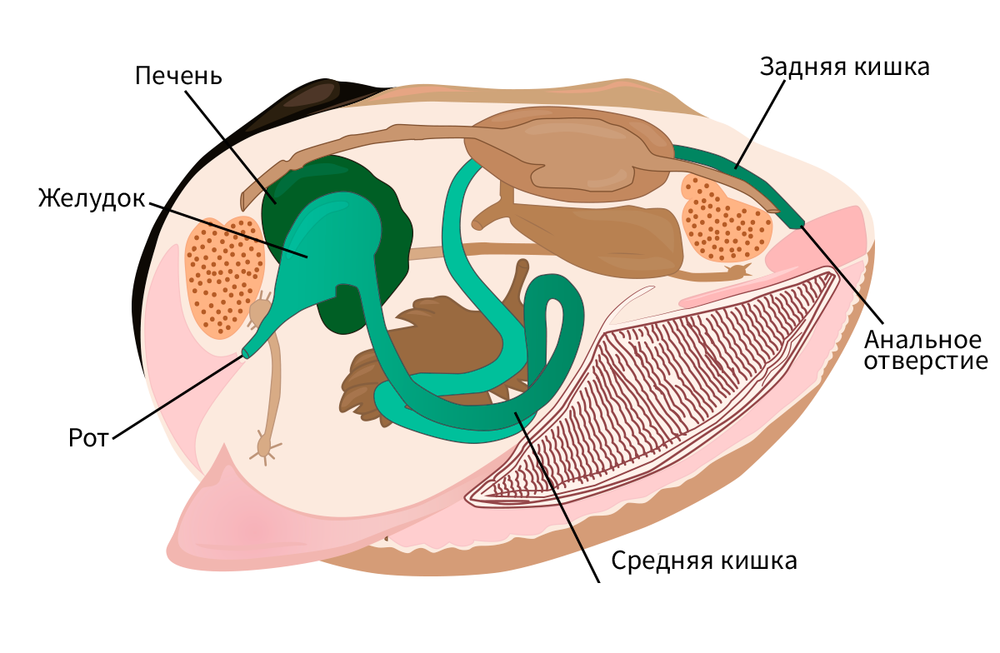 Задняя кишка
Печень
Желудок
Анальное
отверстие
Рот
Средняя кишка